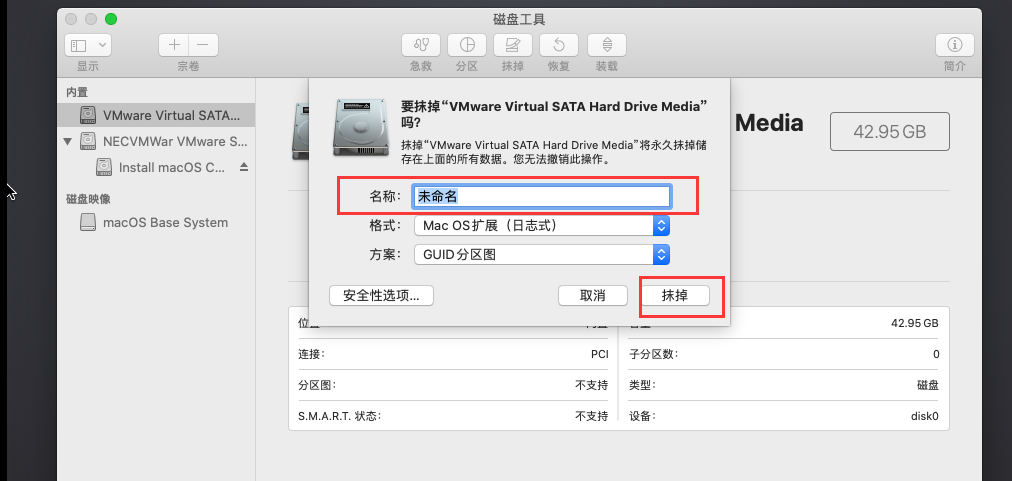 磁盘工具
显示
宗卷
急救
分区
抹掉
恢复
装载
简介
内置
VMware Virtual SATA...
NECVMWar VMware S...
Install macOS C...
磁盘映像
macOS Base System
Media
42.95 GB
要抹掉“VMware Virtual SATA Hard Drive Media”
吗?
抹掉“VMware Virtual SATA Hard Drive Media”将永久抹掉储
存在上面的所有数据。您无法撤销此操作。
名称: 未命名
格式: Mac OS扩展（日志式）
方案: GUID分区图
安全性选项...
取消
抹掉
42.95 GB
连接: PCI
子分区数: 0
分区图: 不支持
类型: 磁盘
S.M.A.R.T. 状态: 不支持
设备: disk0